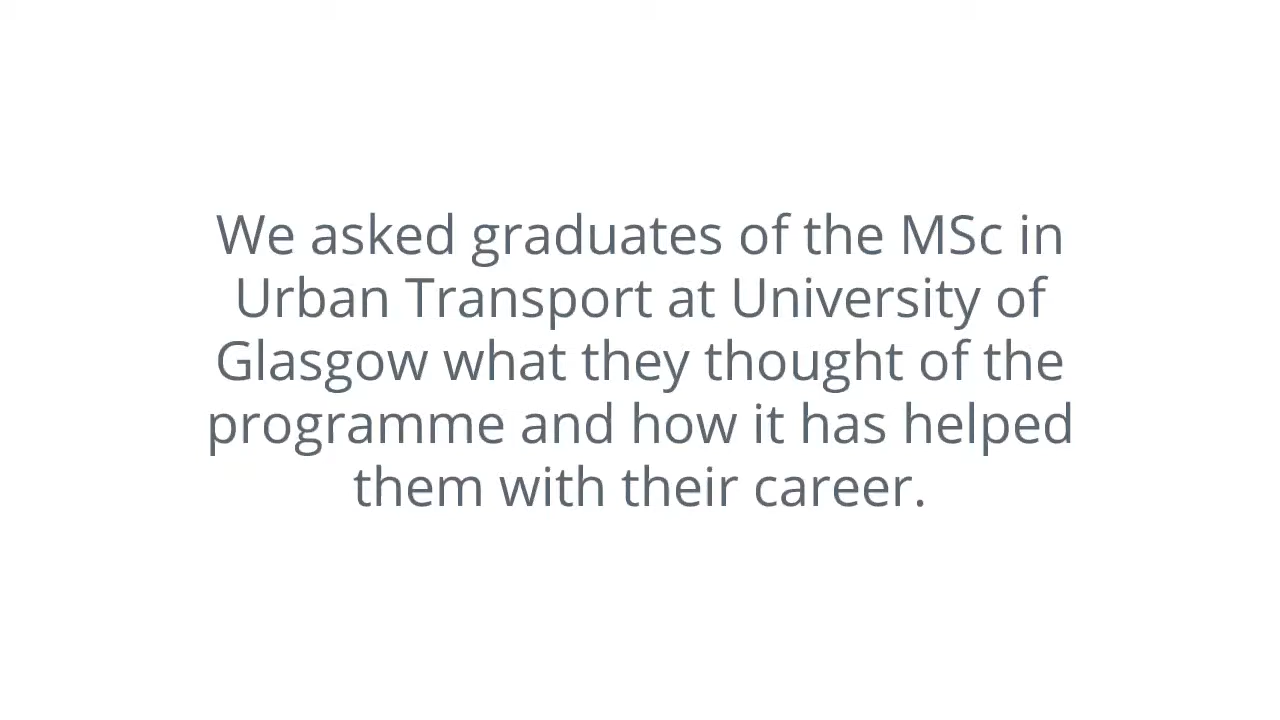 We asked graduates of the MSc in
Urban Transport at University of
Glasgow what they thought of the
programme and how it has helped
them with their career.